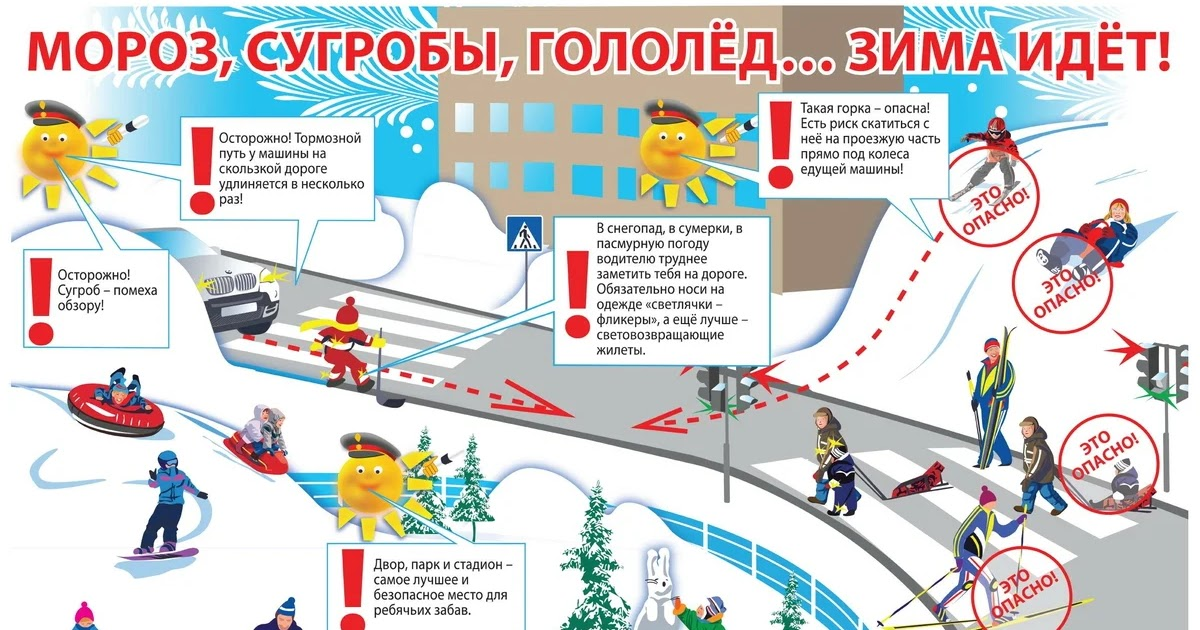 МОРОЗ, СУГРОБЫ, ГОЛОЛЁД... ЗИМА ИДЁТ!
Осторожно! Тормозной
путь у машины на
скользкой дороге
удлиняется в несколько
раз!
Такая горка – опасна!
Есть риск скатиться с
неё на проезжую часть
прямо под колеса
едущей машины!
ЭТО
ОПАСНО!
Осторожно!
Сугроб – помеха
обзору!
В снегопад, в сумерки, в
пасмурную погоду
водителю труднее
заметить тебя на дороге.
Обязательно носи на
одежде «светлячки –
фликеры», а ещё лучше –
световозвращающие
жилеты.
ЭТО
ОПАСНО!
ЭТО
ОПАСНО!
Двор, парк и стадион –
самое лучшее и
безопасное место для
ребячьих забав.
ЭТО
ОПАСНО!